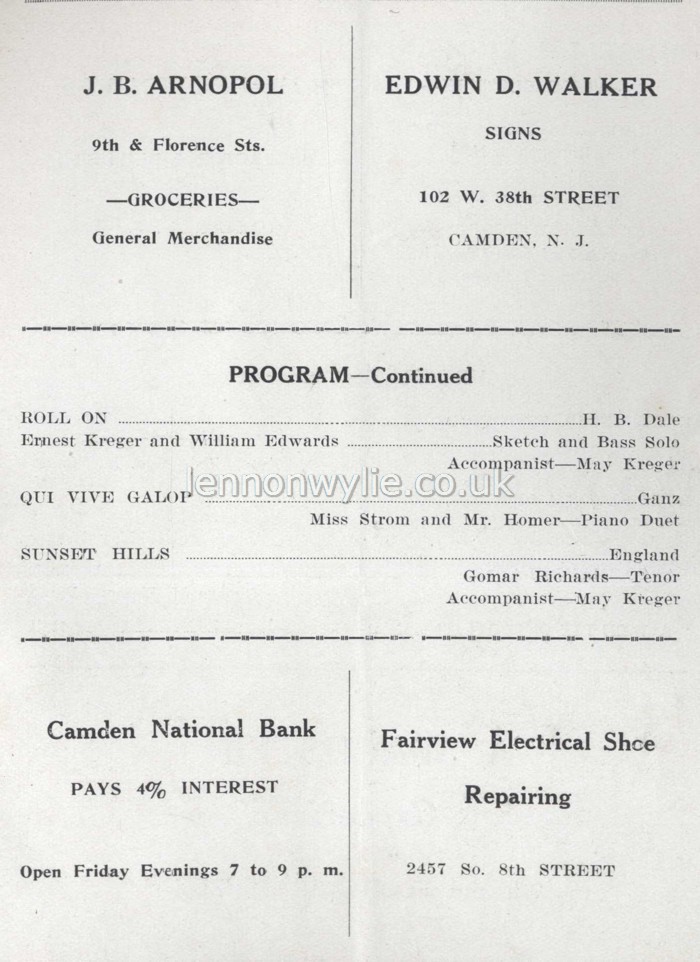 J. B. ARNOPOL
9th & Florence Sts.
—GROCERIES—
General Merchandise
EDWIN D. WALKER
SIGNS
102 W. 38th STREET
CAMDEN, N. J.
PROGRAM—Continued
ROLL ON ........ H. B. Dale
Ernest Kreger and William Edwards ........ Sketch and Bass Solo
Accompanist—May Kreger
lennonwylie.co.uk
QUI VIVE GALOP ........ Ganz
Miss Strom and Mr. Homer—Piano Duet
SUNSET HILLS ........ England
Gomar Richards—Tenor
Accompanist—May Kreger
Camden National Bank
PAYS 4% INTEREST
Open Friday Evenings 7 to 9 p. m.
Fairview Electrical Shoe
Repairing
2457 So. 8th STREET